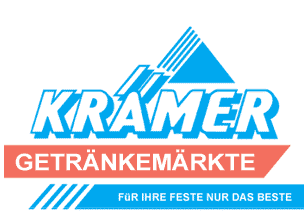 KRÄMER
GETRÄNKEMÄRKTE
FüR IHRE FESTE NUR DAS BESTE